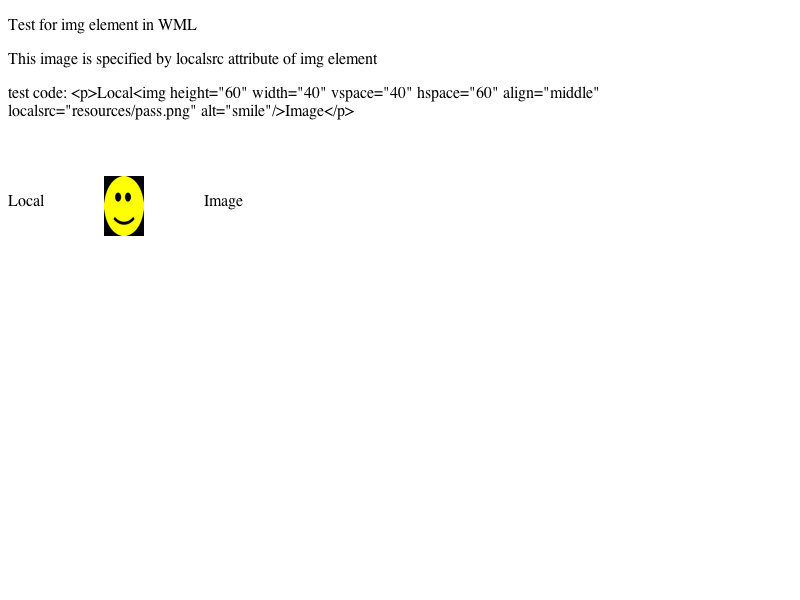 Test for img element in WML
This image is specified by localsrc attribute of img element
test code: <p>Local<img height="60" width="40" vspace="40" hspace="60" align="middle"
localsrc="resources/pass.png" alt="smile"/>Image</p>
Local Image